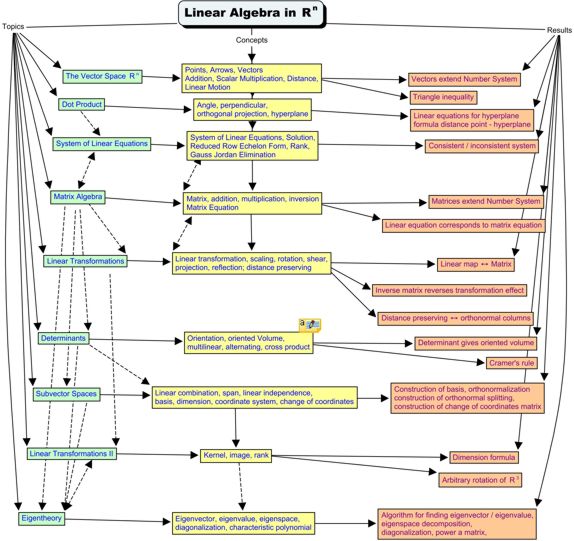 Linear Algebra in Rⁿ
Topics
Concepts
Results
The Vector Space Rⁿ
Points, Arrows, Vectors
Addition, Scalar Multiplication, Distance,
Linear Motion
Vectors extend Number System
Triangle inequality
Dot Product
Angle, perpendicular,
orthogonal projection, hyperplane
Linear equations for hyperplane
formula distance point - hyperplane
System of Linear Equations
System of Linear Equations, Solution,
Reduced Row Echelon Form, Rank,
Gauss Jordan Elimination
Consistent / inconsistent system
Matrix Algebra
Matrix, addition, multiplication, inversion
Matrix Equation
Matrices extend Number System
Linear equation corresponds to matrix equation
Linear Transformations
Linear transformation, scaling, rotation, shear,
projection, reflection; distance preserving
Linear map ↔ Matrix
Inverse matrix reverses transformation effect
Distance preserving ↔ orthonormal columns
a
Determinants
Orientation, oriented Volume,
multilinear, alternating, cross product
Determinant gives oriented volume
Cramer's rule
Subvector Spaces
Linear combination, span, linear independence,
basis, dimension, coordinate system, change of coordinates
Construction of basis, orthonormalization
construction of orthonormal splitting,
construction of change of coordinates matrix
Linear Transformations II
Kernel, image, rank
Dimension formula
Arbitrary rotation of R³
Eigentheory
Eigenvector, eigenvalue, eigenspace,
diagonalization, characteristic polynomial
Algorithm for finding eigenvector / eigenvalue,
eigenspace decomposition,
diagonalization, power a matrix,